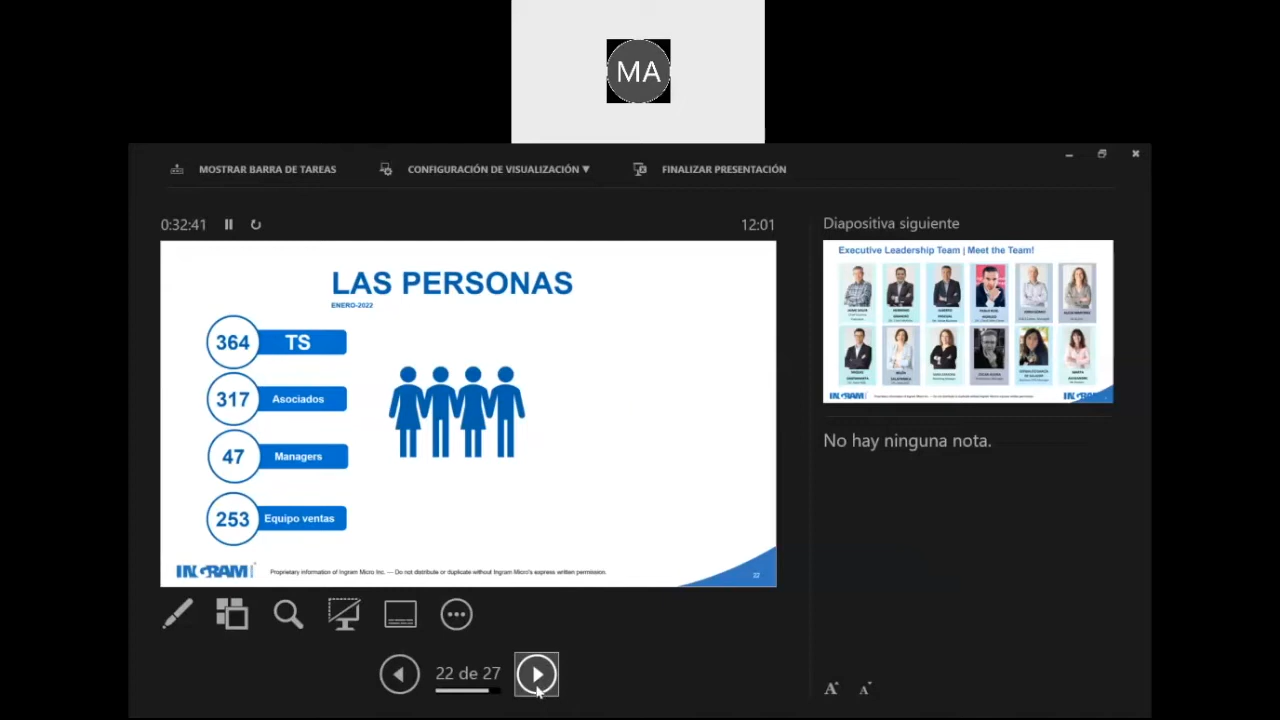 MA
MOSTRAR BARRA DE TAREAS
CONFIGURACIÓN DE VISUALIZACIÓN ▼
FINALIZAR PRESENTACIÓN
0:32:41
12:01
LAS PERSONAS
ENERO-2022
364 TS
317 Asociados
47 Managers
253 Equipo ventas
INGRAM
Proprietary information of Ingram Micro Inc. — Do not distribute or duplicate without Ingram Micro's express written permission.
22
22 de 27
Diapositiva siguiente
Executive Leadership Team | Meet the Team!
INGRAM
No hay ninguna nota.
A A